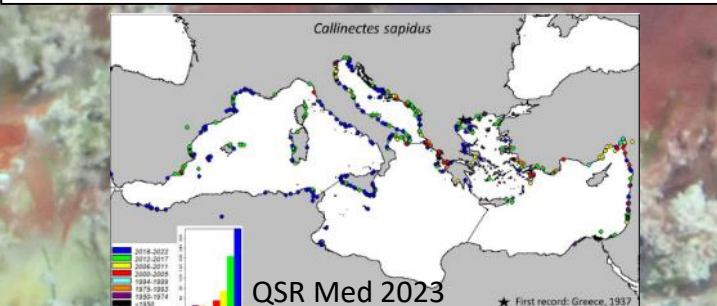 Callinectes sapidus
2018-2022
2012-2017
2006-2011
2000-2005
1994-1999
1975-1993
1950-1974
<1950
QSR Med 2023
★ First record: Greece, 1937